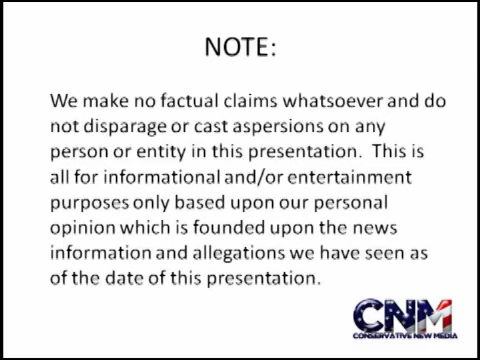 NOTE:
We make no factual claims whatsoever and do
not disparage or cast aspersions on any
person or entity in this presentation.  This is
all for informational and/or entertainment
purposes only based upon our personal
opinion which is founded upon the news
information and allegations we have seen as
of the date of this presentation.
CNM
CONSERVATIVE NEW MEDIA